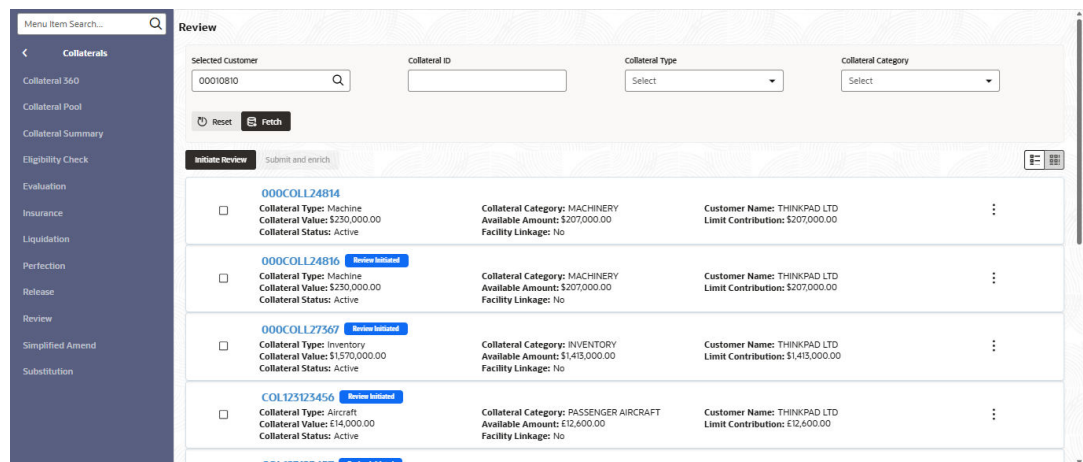 Menu Item Search...
Collaterals
Collateral 360
Collateral Pool
Collateral Summary
Eligibility Check
Evaluation
Insurance
Liquidation
Perfection
Release
Review
Simplified Amend
Substitution
Review
Selected Customer Collateral ID Collateral Type Collateral Category
00010810 Select Select
Reset Fetch
Initiate Review Submit and enrich
000COLL24814
Collateral Type: Machine Collateral Category: MACHINERY Customer Name: THINKPAD LTD
Collateral Value: $230,000.00 Available Amount: $207,000.00 Limit Contribution: $207,000.00
Collateral Status: Active Facility Linkage: No
000COLL24816 Review Initiated
Collateral Type: Machine Collateral Category: MACHINERY Customer Name: THINKPAD LTD
Collateral Value: $230,000.00 Available Amount: $207,000.00 Limit Contribution: $207,000.00
Collateral Status: Active Facility Linkage: No
000COLL27367 Review Initiated
Collateral Type: Inventory Collateral Category: INVENTORY Customer Name: THINKPAD LTD
Collateral Value: $1,570,000.00 Available Amount: $1,413,000.00 Limit Contribution: $1,413,000.00
Collateral Status: Active Facility Linkage: No
COL123123456 Review Initiated
Collateral Type: Aircraft Collateral Category: PASSENGER AIRCRAFT Customer Name: THINKPAD LTD
Collateral Value: £14,000.00 Available Amount: £12,600.00 Limit Contribution: £12,600.00
Collateral Status: Active Facility Linkage: No